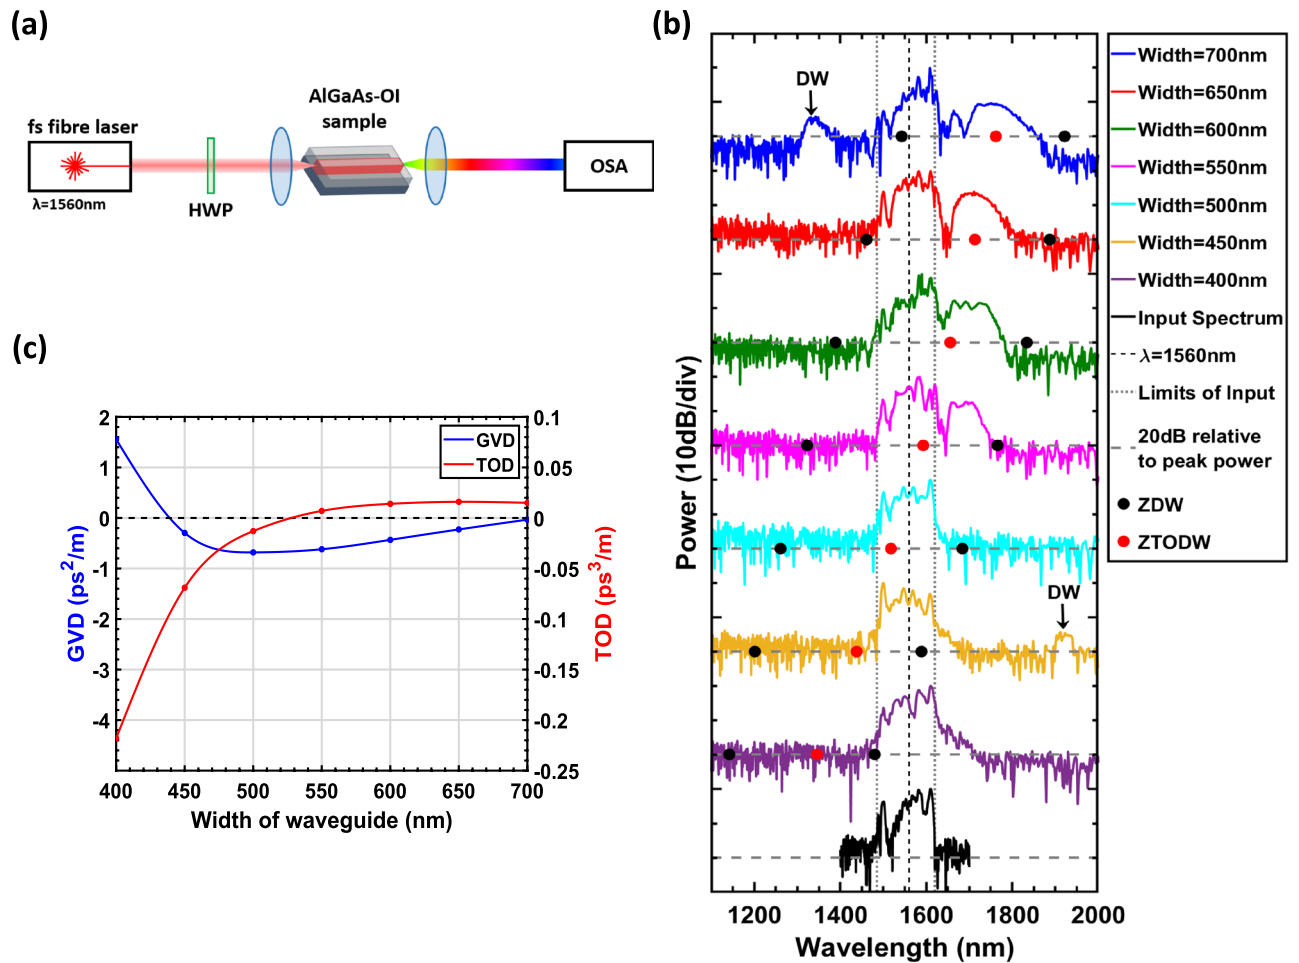 (a)
fs fibre laser
λ=1560nm
HWP
AlGaAs-OI
sample
OSA
(b)
Power (10dB/div)
DW
DW
1200
1400
1600
1800
2000
Wavelength (nm)
Width=700nm
Width=650nm
Width=600nm
Width=550nm
Width=500nm
Width=450nm
Width=400nm
Input Spectrum
λ=1560nm
Limits of Input
20dB relative
to peak power
ZDW
ZTODW
(c)
GVD (ps²/m)
2
1
0
-1
-2
-3
-4
GVD
TOD
0.1
0.05
0
-0.05
-0.1
-0.15
-0.2
-0.25
TOD (ps³/m)
400
450
500
550
600
650
700
Width of waveguide (nm)